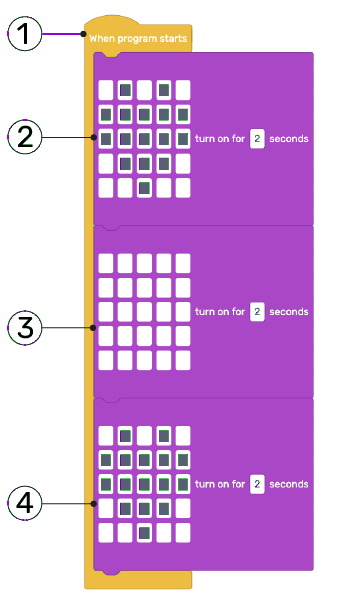 1
When program starts
2
turn on for 2 seconds
3
turn on for 2 seconds
4
turn on for 2 seconds